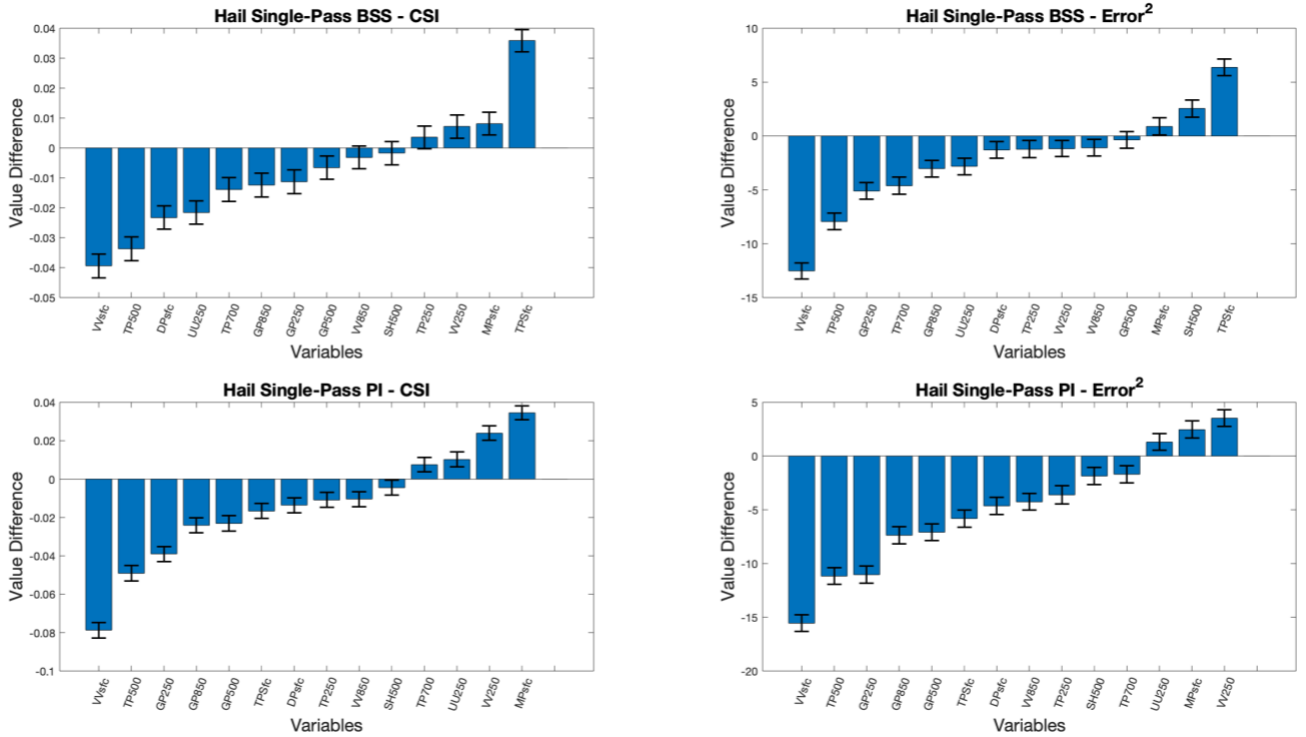 Hail Single-Pass BSS - CSI
0.04
0.03
0.02
0.01
0
-0.01
-0.02
-0.03
-0.04
-0.05
Value Difference
VVsfc
TP500
DPsfc
UU250
TP700
GP850
GP250
GP500
VV850
SH500
TP250
VV250
MPsfc
TPSfc
Variables
Hail Single-Pass BSS - Error2
10
5
0
-5
-10
-15
Value Difference
VVsfc
TP500
GP250
TP700
GP850
UU250
DPsfc
TP250
VV250
VV850
GP500
MPsfc
SH500
TPSfc
Variables
Hail Single-Pass PI - CSI
0.04
0.02
0
-0.02
-0.04
-0.06
-0.08
-0.1
Value Difference
VVsfc
TP500
GP250
GP850
GP500
TPSfc
DPsfc
TP250
VV850
SH500
TP700
UU250
VV250
MPsfc
Variables
Hail Single-Pass PI - Error2
5
0
-5
-10
-15
-20
Value Difference
VVsfc
TP500
GP250
GP850
GP500
TPSfc
DPsfc
VV850
TP250
SH500
TP700
UU250
MPsfc
VV250
Variables